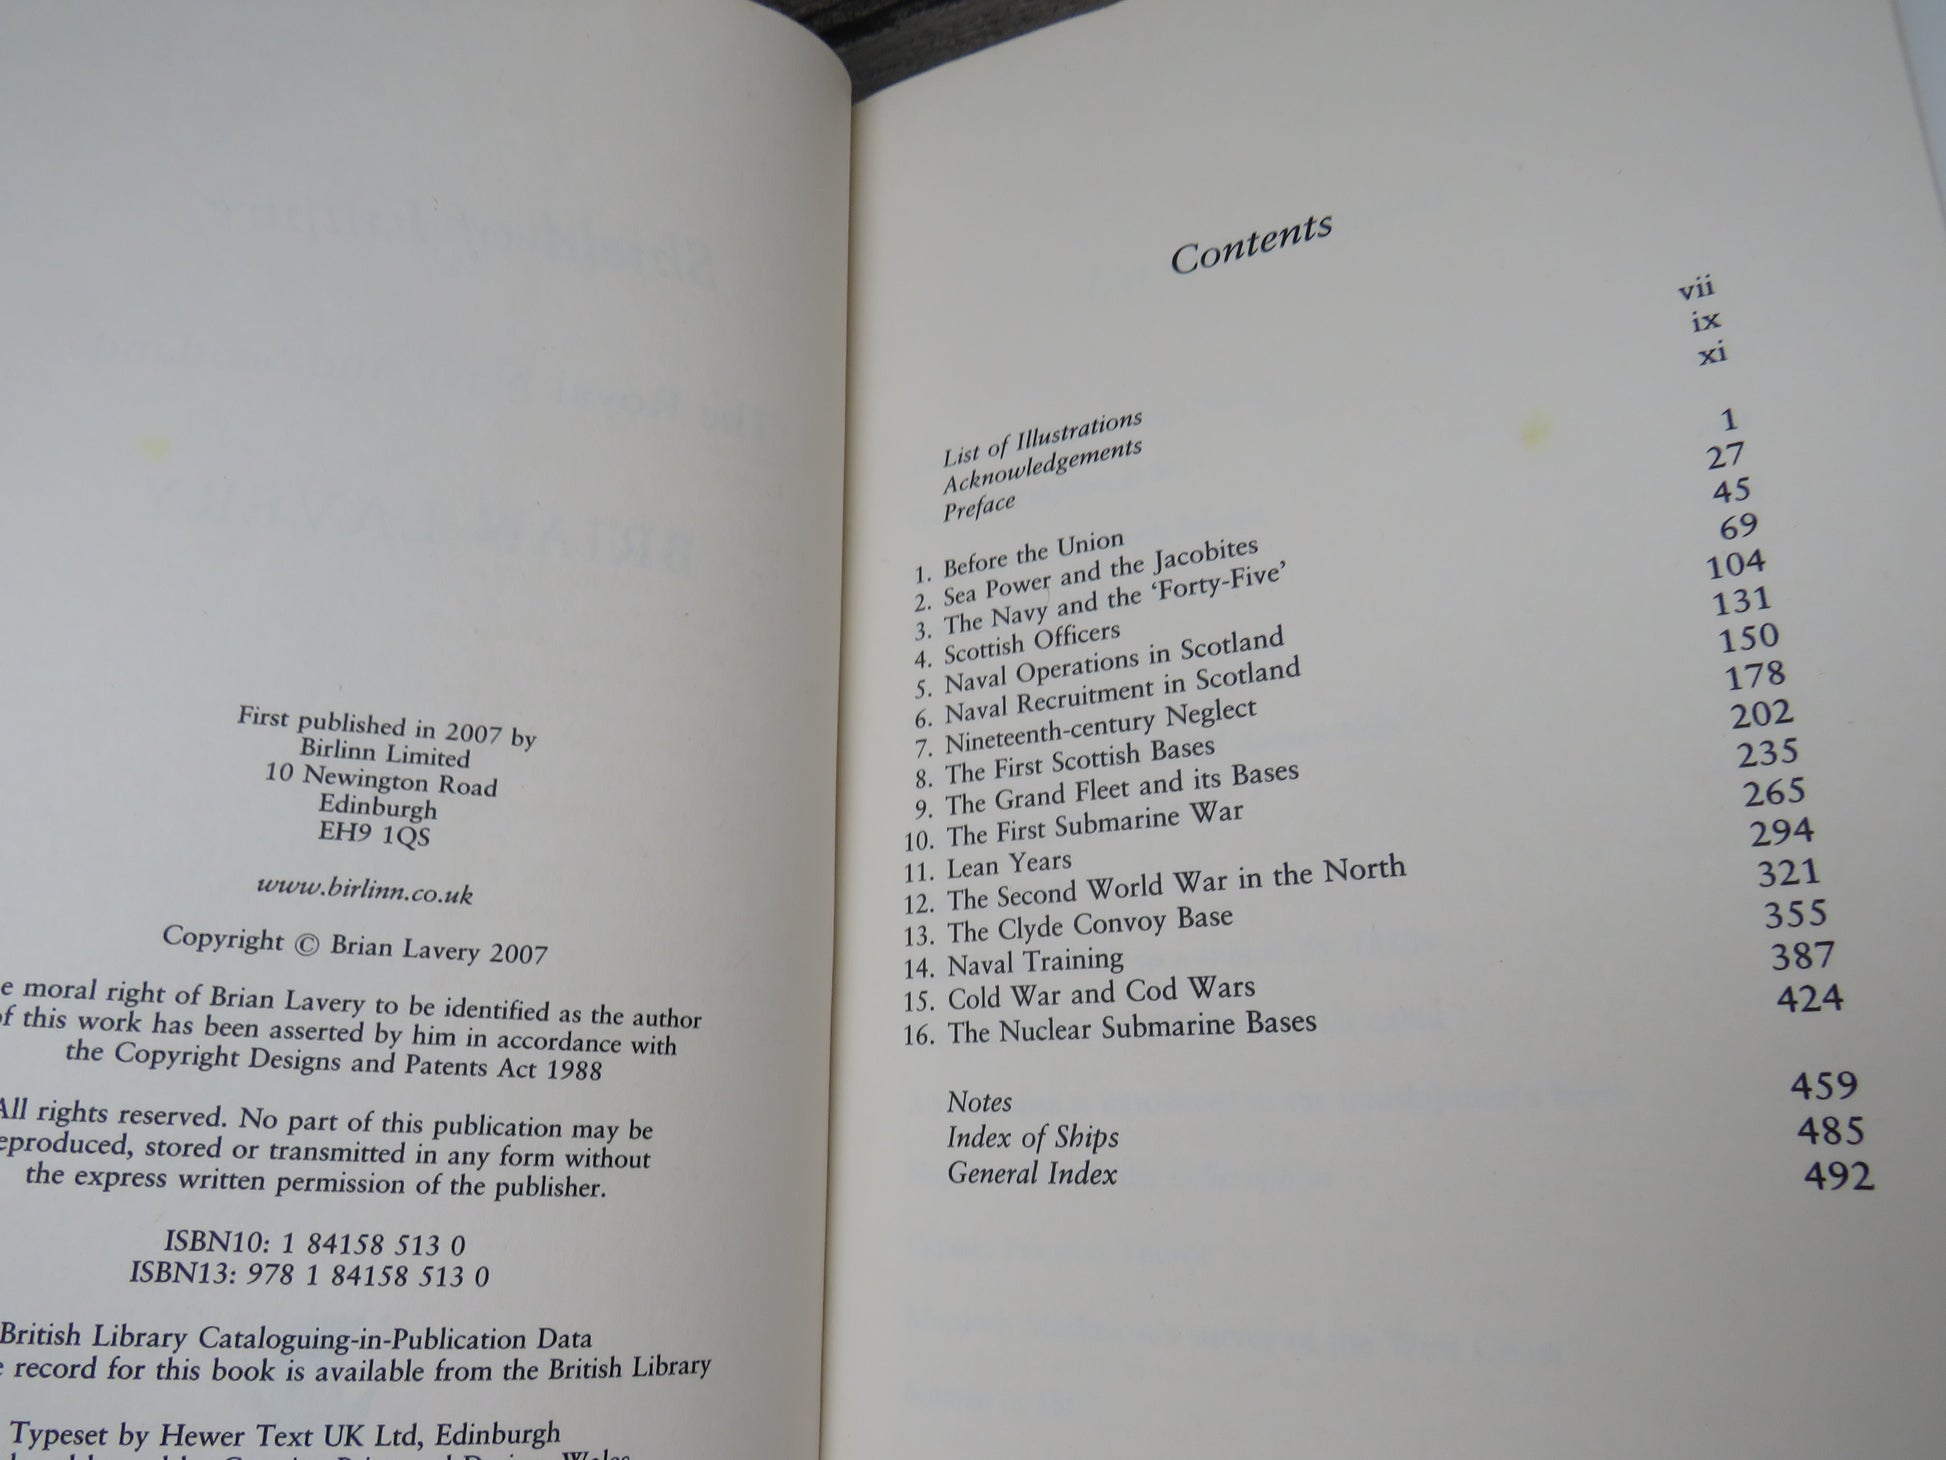 First published in 2007 by
Birlinn Limited
10 Newington Road
Edinburgh
EH9 1QS
www.birlinn.co.uk
Copyright © Brian Lavery 2007
moral right of Brian Lavery to be identified as the author
of this work has been asserted by him in accordance with
the Copyright Designs and Patents Act 1988
All rights reserved. No part of this publication may be
reproduced, stored or transmitted in any form without
the express written permission of the publisher.
ISBN10: 1 84158 513 0
ISBN13: 978 1 84158 513 0
British Library Cataloguing-in-Publication Data
record for this book is available from the British Library
Typeset by Hewer Text UK Ltd, Edinburgh
Contents
List of Illustrations vii
Acknowledgements ix
Preface xi
1. Before the Union 1
2. Sea Power and the Jacobites 27
3. The Navy and the ‘Forty-Five’ 45
4. Scottish Officers 69
5. Naval Operations in Scotland 104
6. Naval Recruitment in Scotland 131
7. Nineteenth-century Neglect 150
8. The First Scottish Bases 178
9. The Grand Fleet and its Bases 202
10. The First Submarine War 235
11. Lean Years 265
12. The Second World War in the North 294
13. The Clyde Convoy Base 321
14. Naval Training 355
15. Cold War and Cod Wars 387
16. The Nuclear Submarine Bases 424
Notes 459
Index of Ships 485
General Index 492